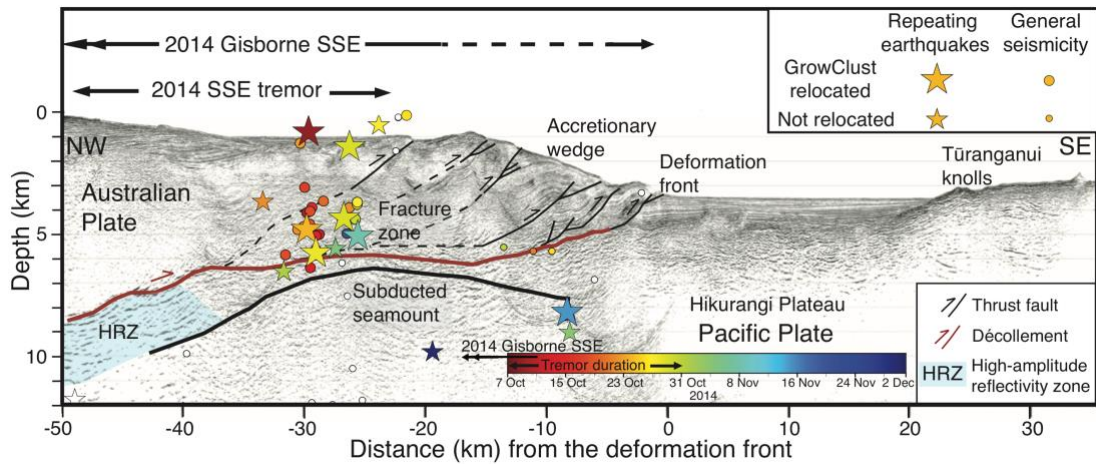 2014 Gisborne SSE
2014 SSE tremor
Repeating earthquakes
General seismicity
GrowClust relocated
Not relocated
NW
SE
Australian Plate
Accretionary wedge
Deformation front
Tūranganui knolls
Fracture zone
Subducted seamount
HRZ
Hikurangi Plateau
Pacific Plate
Thrust fault
Décollement
HRZ
High-amplitude reflectivity zone
2014 Gisborne SSE
Tremor duration
7 Oct 15 Oct 23 Oct 31 Oct 8 Nov 16 Nov 24 Nov 2 Dec
2014
Depth (km)
0
5
10
-50 -40 -30 -20 -10 0 10 20 30
Distance (km) from the deformation front